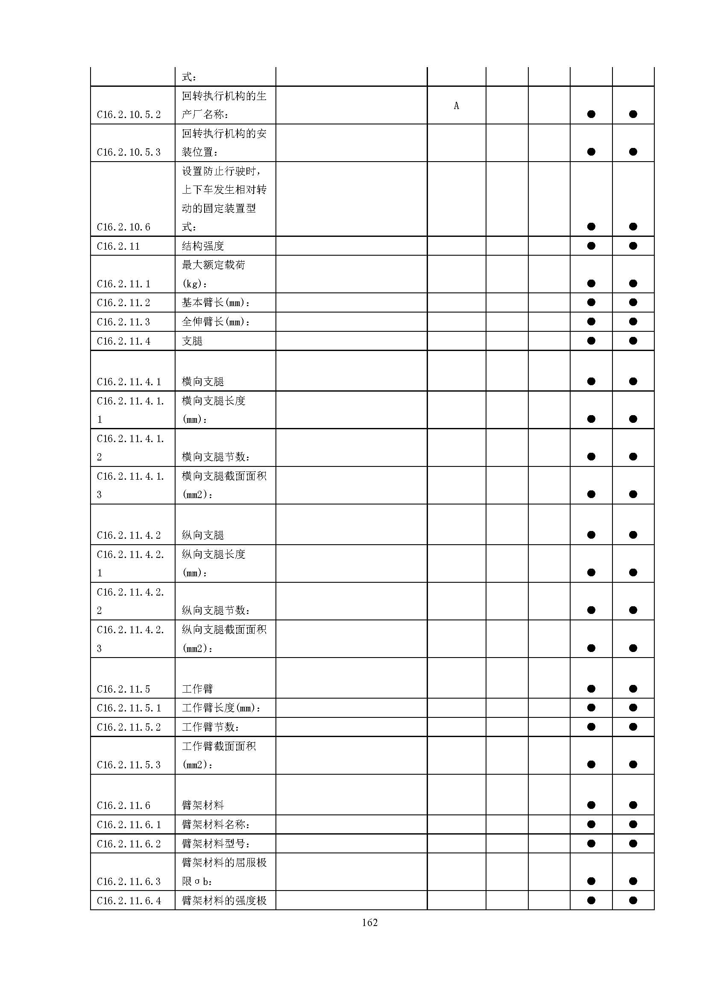 式：
回转执行机构的生
A
C16.2.10.5.2 产厂名称： ● ●
回转执行机构的安
C16.2.10.5.3 装位置： ● ●
设置防止行驶时，
上下车发生相对转
动的固定装置型
C16.2.10.6 式： ● ●
C16.2.11 结构强度 ● ●
最大额定载荷
C16.2.11.1 (kg)： ● ●
C16.2.11.2 基本臂长(mm)： ● ●
C16.2.11.3 全伸臂长(mm)： ● ●
C16.2.11.4 支腿 ● ●
C16.2.11.4.1 横向支腿 ● ●
C16.2.11.4.1. 横向支腿长度
1 (mm)： ● ●
C16.2.11.4.1.
2 横向支腿节数： ● ●
C16.2.11.4.1. 横向支腿截面面积
3 (mm2)： ● ●
C16.2.11.4.2 纵向支腿 ● ●
C16.2.11.4.2. 纵向支腿长度
1 (mm)： ● ●
C16.2.11.4.2.
2 纵向支腿节数： ● ●
C16.2.11.4.2. 纵向支腿截面面积
3 (mm2)： ● ●
C16.2.11.5 工作臂 ● ●
C16.2.11.5.1 工作臂长度(mm)： ● ●
C16.2.11.5.2 工作臂节数： ● ●
工作臂截面面积
C16.2.11.5.3 (mm2)： ● ●
C16.2.11.6 臂架材料 ● ●
C16.2.11.6.1 臂架材料名称： ● ●
C16.2.11.6.2 臂架材料型号： ● ●
臂架材料的屈服极
C16.2.11.6.3 限σb： ● ●
C16.2.11.6.4 臂架材料的强度极 ● ●
162